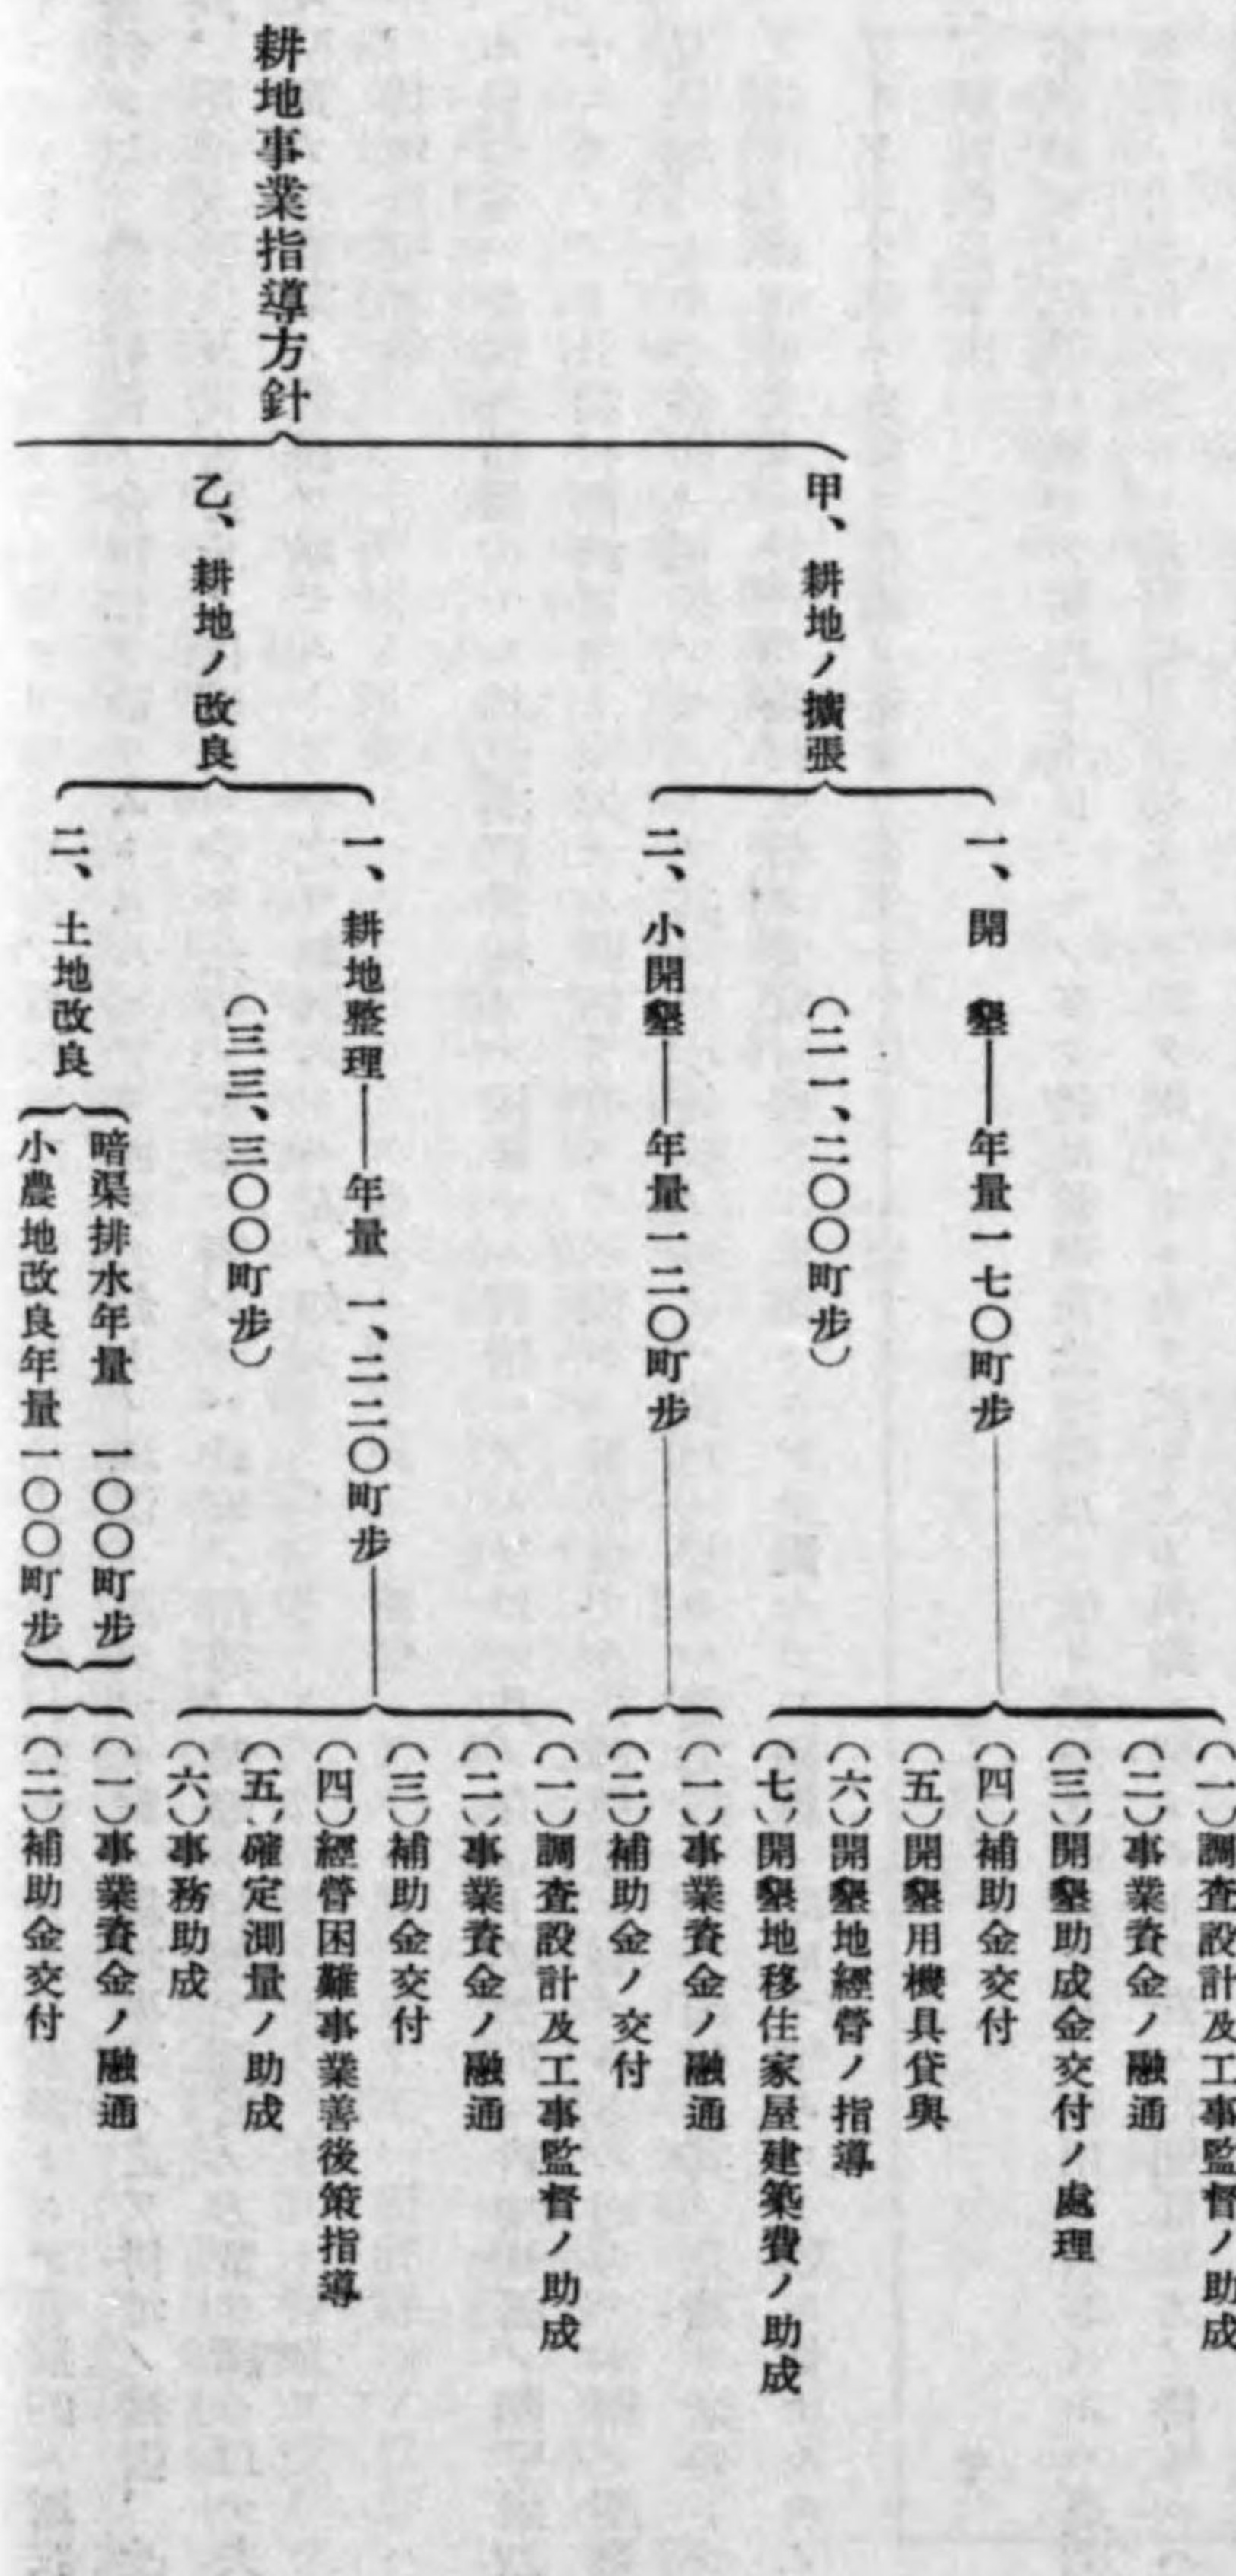 耕地事業指導方針
甲、耕地ノ擴張
一、開墾――年量一七〇町步
(一)調査設計及工事監督ノ助成
(二)事業資金ノ融通
(三)開墾助成金交付ノ處理
(四)補助金交付
(五)開墾用機具貸與
(六)開墾地經營ノ指導
(七)開墾地移住家屋建築費ノ助成
(二一、二〇〇町步)
二、小開墾――年量一二〇町步
(一)事業資金ノ融通
(二)補助金ノ交付
乙、耕地ノ改良
一、耕地整理――年量一、二二〇町步
(一)調査設計及工事監督ノ助成
(二)事業資金ノ融通
(三)補助金交付
(四)經營困難事業善後策指導
(五)確定測量ノ助成
(六)事務助成
(三三、三〇〇町步)
二、土地改良
暗渠排水年量 一〇〇町步
小農地改良年量一〇〇町步
(一)事業資金ノ融通
(二)補助金交付